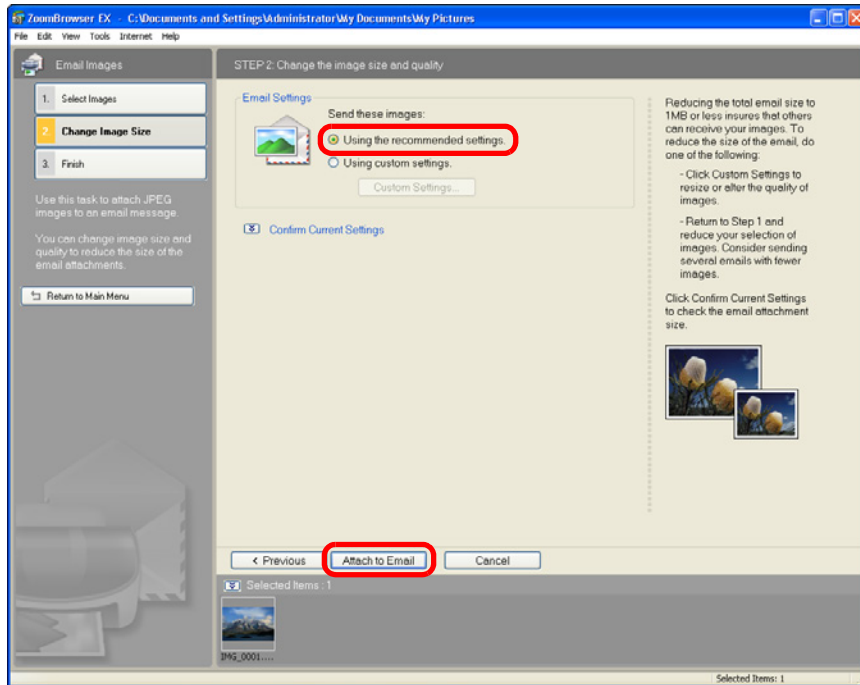 ZoomBrowser EX - C:\Documents and Settings\Administrator\My Documents\My Pictures
File Edit View Tools Internet Help
Email Images
1. Select Images
2. Change Image Size
3. Finish
Use this task to attach JPEG
images to an email message.
You can change image size and
quality to reduce the size of the
email attachments.
Return to Main Menu
STEP 2: Change the image size and quality
Email Settings
Send these images:
Using the recommended settings.
Using custom settings.
Custom Settings...
Confirm Current Settings
Reducing the total email size to
1MB or less insures that others
can receive your images. To
reduce the size of the email, do
one of the following:
- Click Custom Settings to
resize or alter the quality of
images.
- Return to Step 1 and
reduce your selection of
images. Consider sending
several emails with fewer
images.
Click Confirm Current Settings
to check the email attachment
size.
< Previous Attach to Email Cancel
Selected Items : 1
IMG_0001....
Selected Items: 1